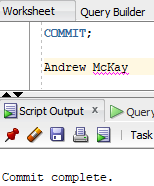 Worksheet Query Builder
COMMIT;
Andrew McKay
Script Output x Query
Task
Commit complete.